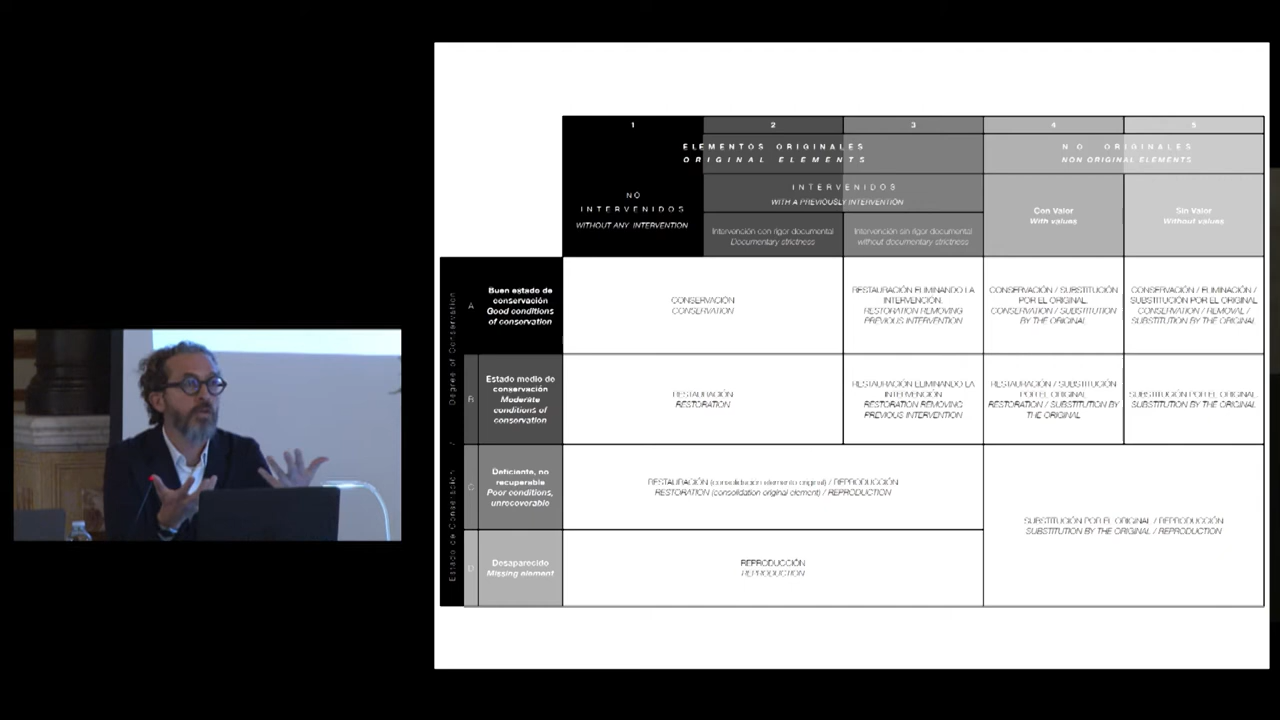 1
2
3
4
5
ELEMENTOS ORIGINALES
ORIGINAL ELEMENTS
NO ORIGINALES
NON ORIGINAL ELEMENTS
NO
INTERVENIDOS
WITHOUT ANY INTERVENTION
INTERVENIDOS
WITH A PREVIOUSLY INTERVENTION
Intervención con rigor documental
Documentary strictness
Intervención sin rigor documental
without documentary strictness
Con Valor
With values
Sin Valor
Without values
Estado de Conseración / Degree of Conservation
A
Buen estado de
conservación
Good conditions
of conservation
CONSERVACIÓN
CONSERVATION
RESTAURACIÓN ELIMINANDO LA
INTERVENCIÓN.
RESTORATION REMOVING
PREVIOUS INTERVENTION
CONSERVACIÓN / SUBSTITUCIÓN
POR EL ORIGINAL.
CONSERVATION / SUBSTITUTION
BY THE ORIGINAL
CONSERVACIÓN / ELIMINACIÓN /
SUBSTITUCIÓN POR EL ORIGINAL
CONSERVATION / REMOVAL /
SUBSTITUTION BY THE ORIGINAL
B
Estado medio de
conservación
Moderate
conditions of
conservation
RESTAURACIÓN
RESTORATION
RESTAURACIÓN ELIMINANDO LA
INTERVENCIÓN
RESTORATION REMOVING
PREVIOUS INTERVENTION
RESTAURACIÓN / SUBSTITUCIÓN
POR EL ORIGINAL
RESTORATION / SUBSTITUTION BY
THE ORIGINAL
SUBSTITUCIÓN POR EL ORIGINAL
SUBSTITUTION BY THE ORIGINAL
C
Deficiente, no
recuperable
Poor conditions,
unrecoverable
RESTAURACIÓN (consolidación elemento original) / REPRODUCCIÓN
RESTORATION (consolidation original element) / REPRODUCTION
SUBSTITUCIÓN POR EL ORIGINAL / REPRODUCCIÓN
SUBSTITUTION BY THE ORIGINAL / REPRODUCTION
D
Desaparecido
Missing element
REPRODUCCIÓN
REPRODUCTION